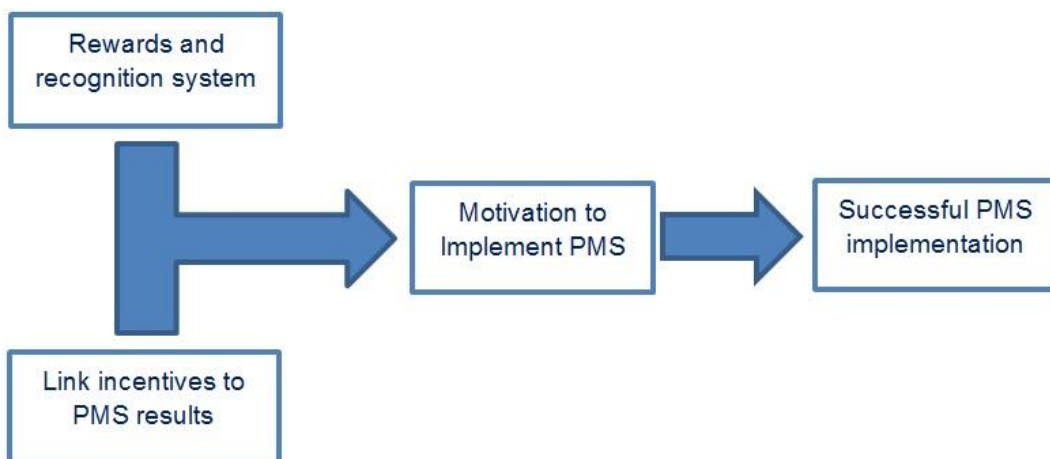 Rewards and
recognition system
Motivation to
Implement PMS
Successful PMS
implementation
Link incentives to
PMS results